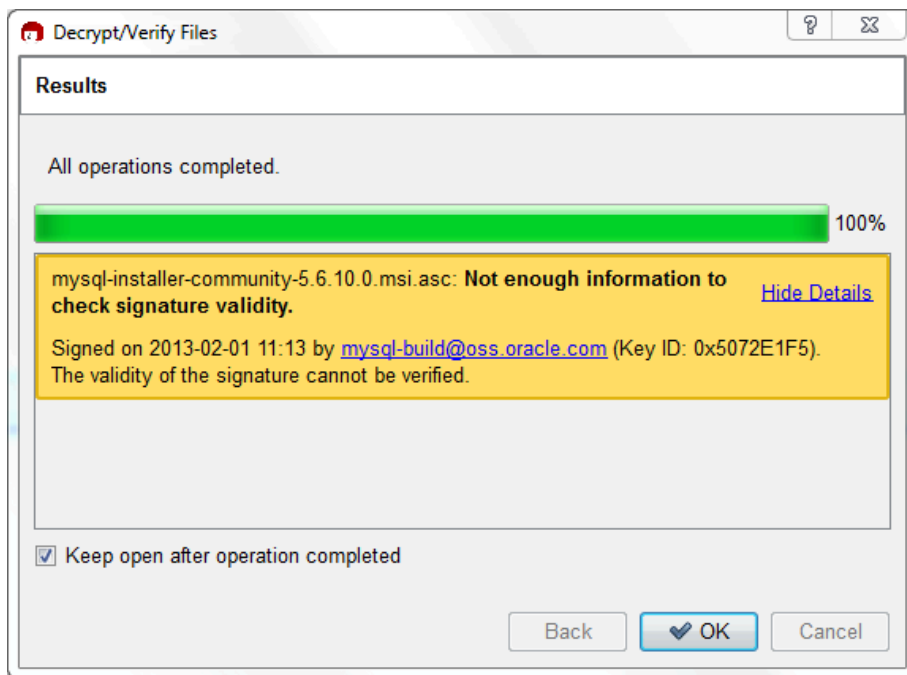 Decrypt/Verify Files
Results
All operations completed.
100%
mysql-installer-community-5.6.10.0.msi.asc: Not enough information to
check signature validity.
Hide Details
Signed on 2013-02-01 11:13 by mysql-build@oss.oracle.com (Key ID: 0x5072E1F5).
The validity of the signature cannot be verified.
Keep open after operation completed
Back
OK
Cancel